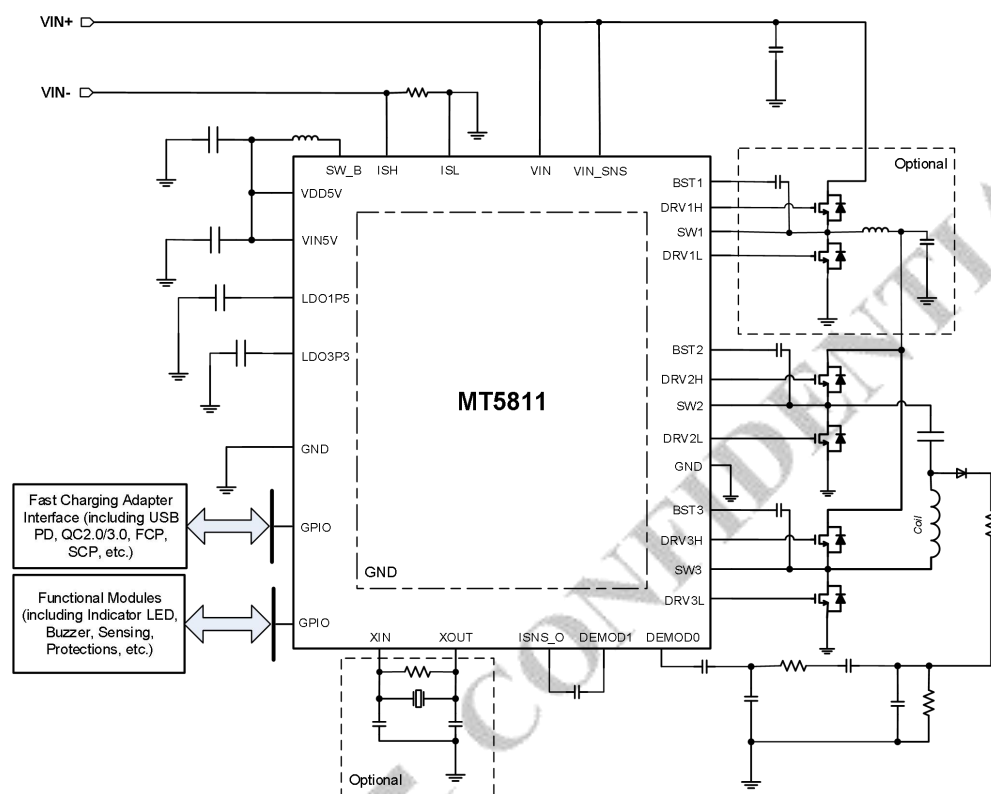 VIN+
VIN-
SW_B
ISH
ISL
VIN
VIN_SNS
VDD5V
VIN5V
LDO1P5
LDO3P3
GND
GPIO
GPIO
BST1
DRV1H
SW1
DRV1L
Optional
BST2
DRV2H
SW2
DRV2L
GND
BST3
DRV3H
SW3
DRV3L
Coil
MT5811
GND
Fast Charging Adapter
Interface (including USB
PD, QC2.0/3.0, FCP,
SCP, etc.)
Functional Modules
(including Indicator LED,
Buzzer, Sensing,
Protections, etc.)
XIN
XOUT
ISNS_O
DEMOD1
DEMOD0
Optional